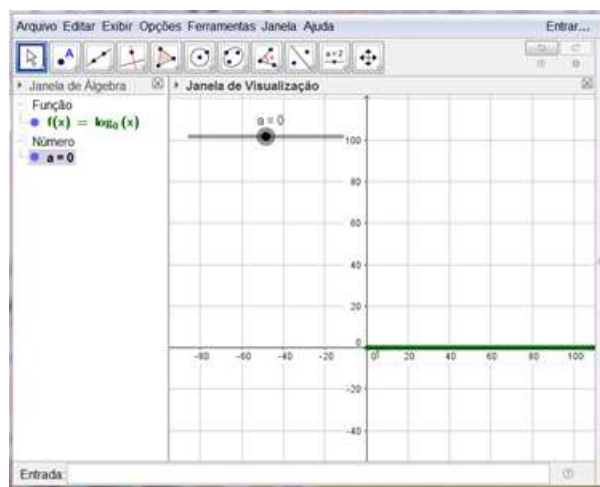 Arquivo Editar Exibir Opções Ferramentas Janela Ajuda Entrar...
A a=2
Janela de Álgebra
Janela de Visualização
Função
f(x) = log₀(x)
Número
a = 0
a = 0
100
80
60
40
20
0
-80 -60 -40 -20 0 20 40 60 80 100
-20
-40
Entrada: